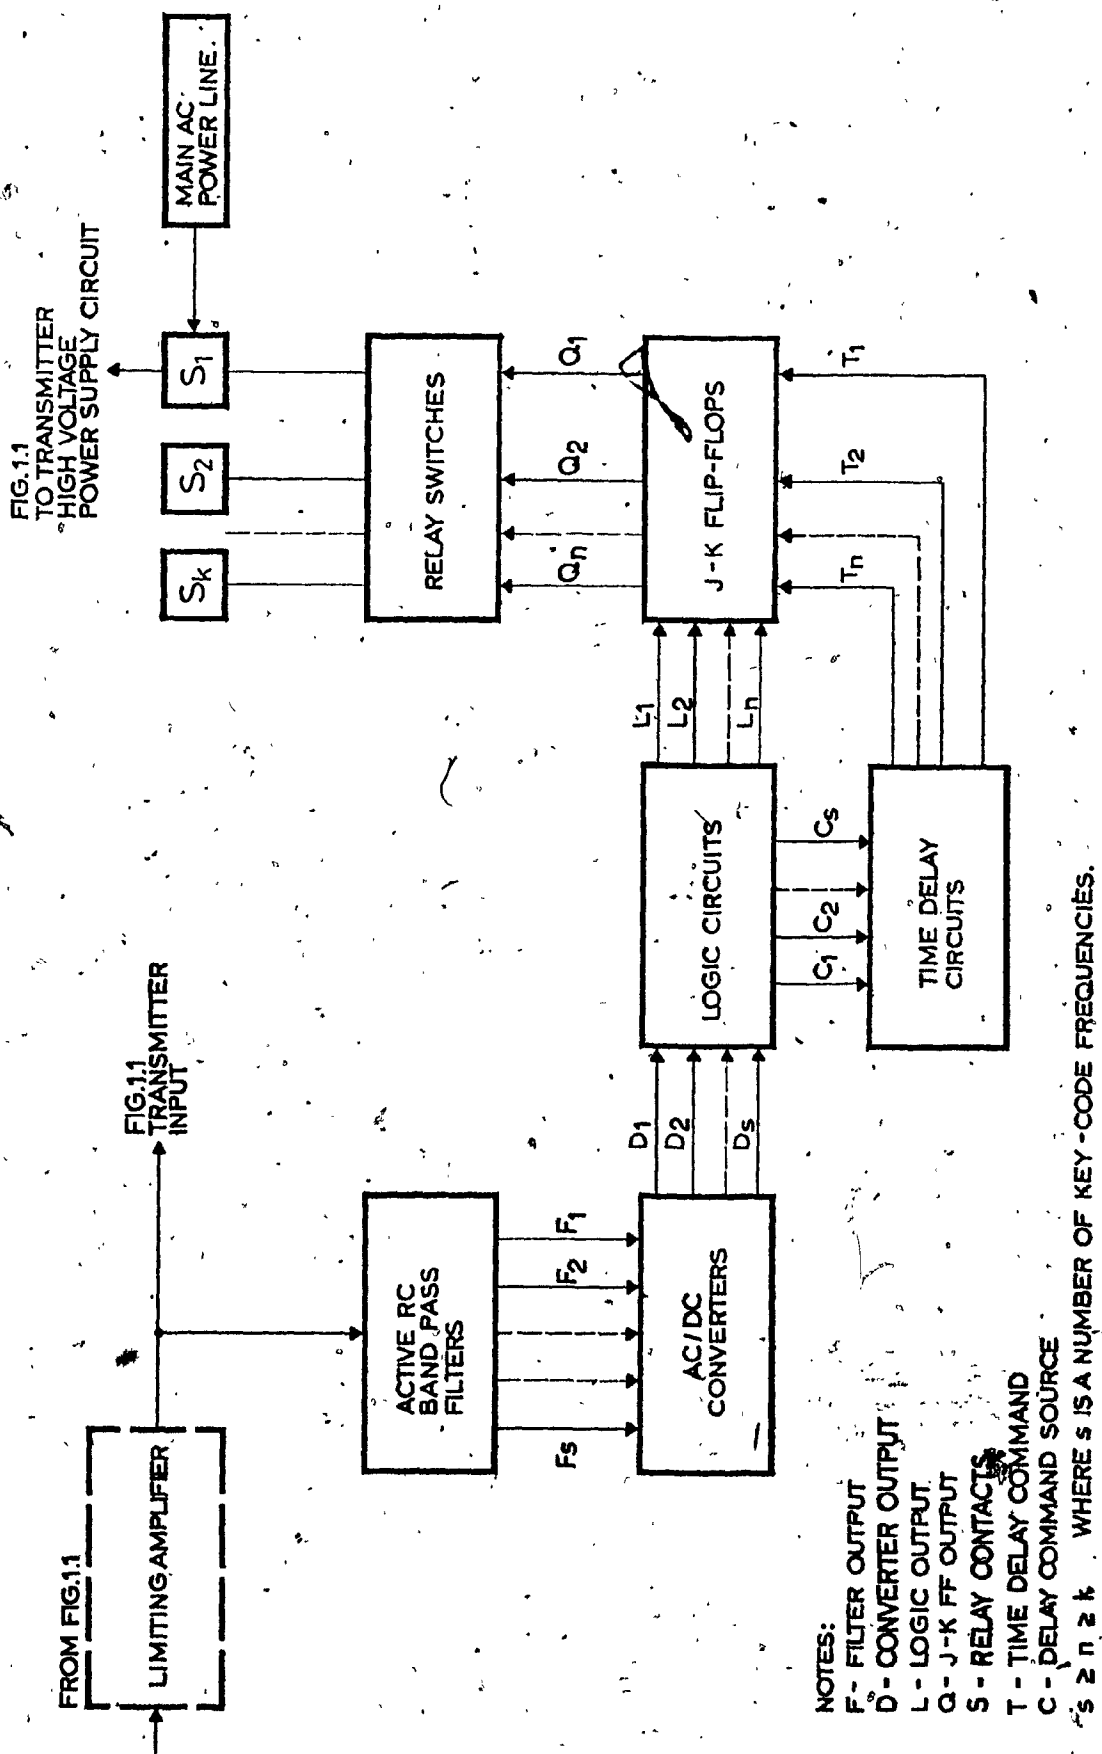 FROM FIG.1.1
LIMITING AMPLIFIER
FIG.1.1
TRANSMITTER
INPUT
FIG.1.1
TO TRANSMITTER
HIGH VOLTAGE
POWER SUPPLY CIRCUIT
MAIN AC
POWER LINE.
Sk
S2
S1
ACTIVE RC
BAND PASS
FILTERS
RELAY SWITCHES
Fs
F2
F1
Qn
Q2
Q1
AC/DC
CONVERTERS
D1
D2
Ds
LOGIC CIRCUITS
L1
L2
Ln
J-K FLIP-FLOPS
C1
C2
Cs
Tn
T2
T1
TIME DELAY
CIRCUITS
NOTES:
F - FILTER OUTPUT
D - CONVERTER OUTPUT
L - LOGIC OUTPUT
Q - J-K FF OUTPUT
S - RELAY CONTACTS
T - TIME DELAY COMMAND
C - DELAY COMMAND SOURCE
s ≥ n ≥ k WHERE s IS A NUMBER OF KEY-CODE FREQUENCIES.